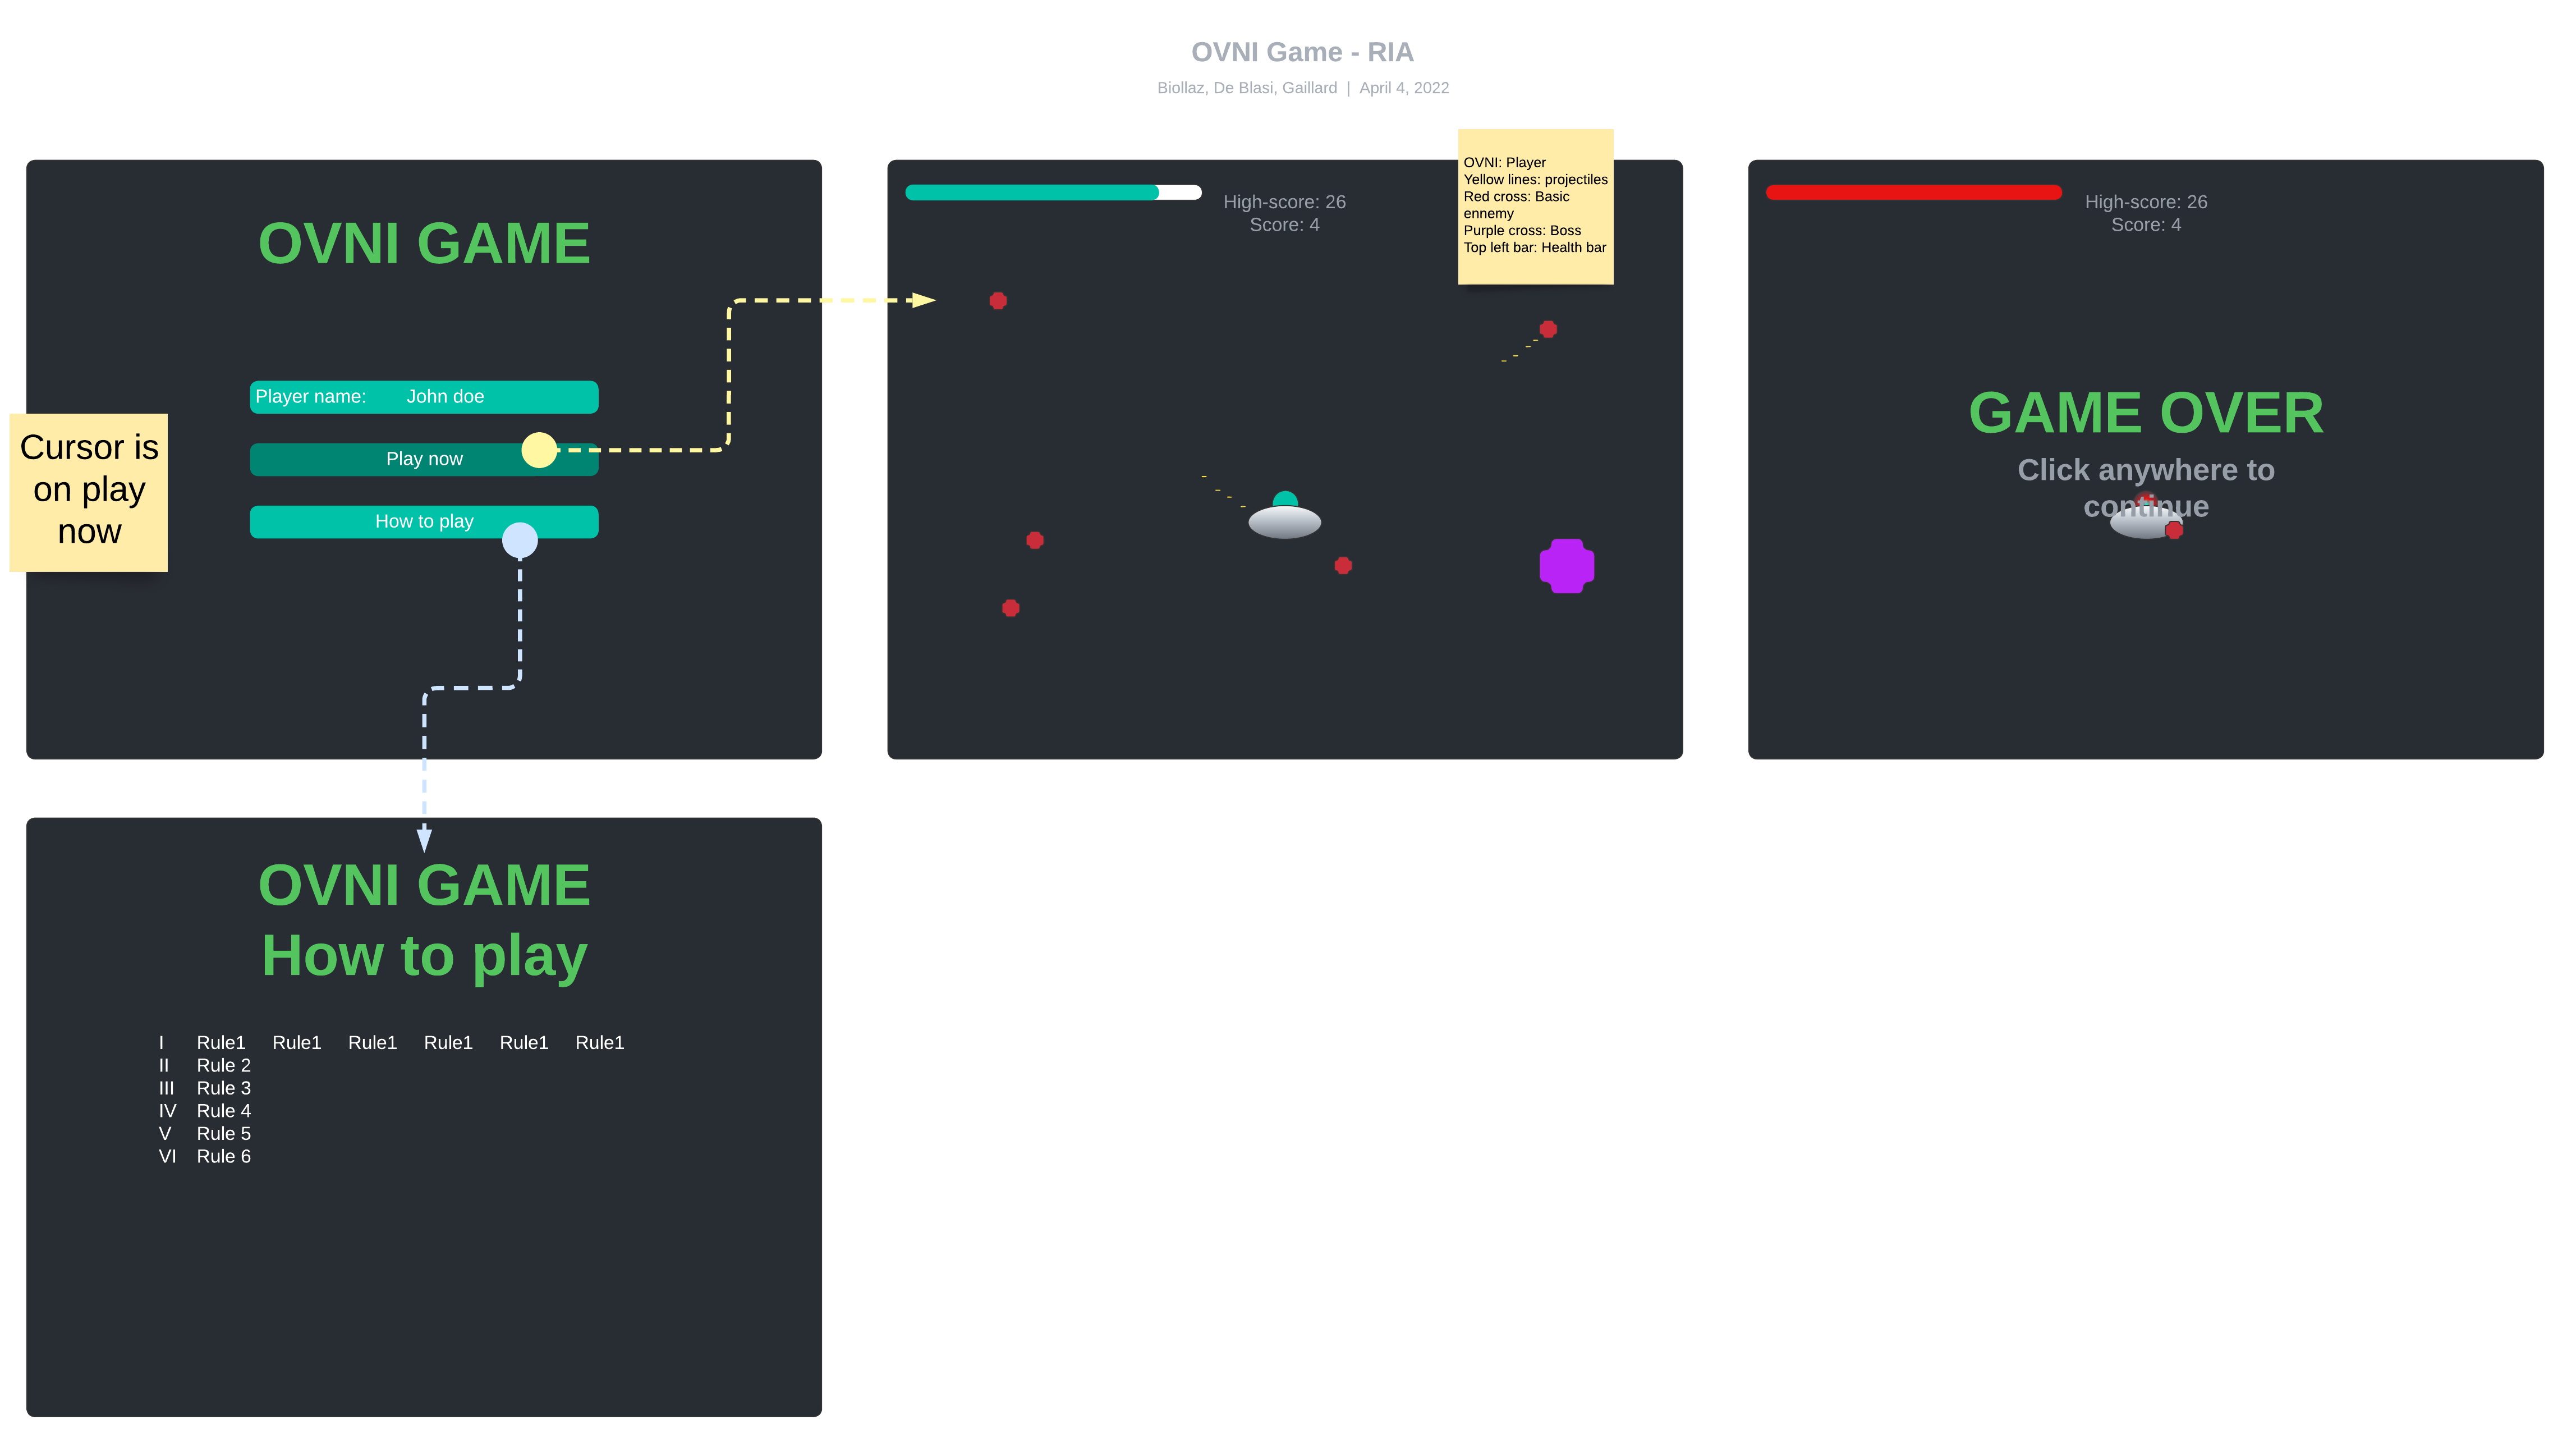 OVNI Game - RIA
Biollaz, De Blasi, Gaillard | April 4, 2022
OVNI GAME
Player name: John doe
Play now
How to play
Cursor is
on play
now
High-score: 26
Score: 4
OVNI: Player
Yellow lines: projectiles
Red cross: Basic
ennemy
Purple cross: Boss
Top left bar: Health bar
High-score: 26
Score: 4
GAME OVER
Click anywhere to
continue
OVNI GAME
How to play
I Rule1 Rule1 Rule1 Rule1 Rule1 Rule1
II Rule 2
III Rule 3
IV Rule 4
V Rule 5
VI Rule 6